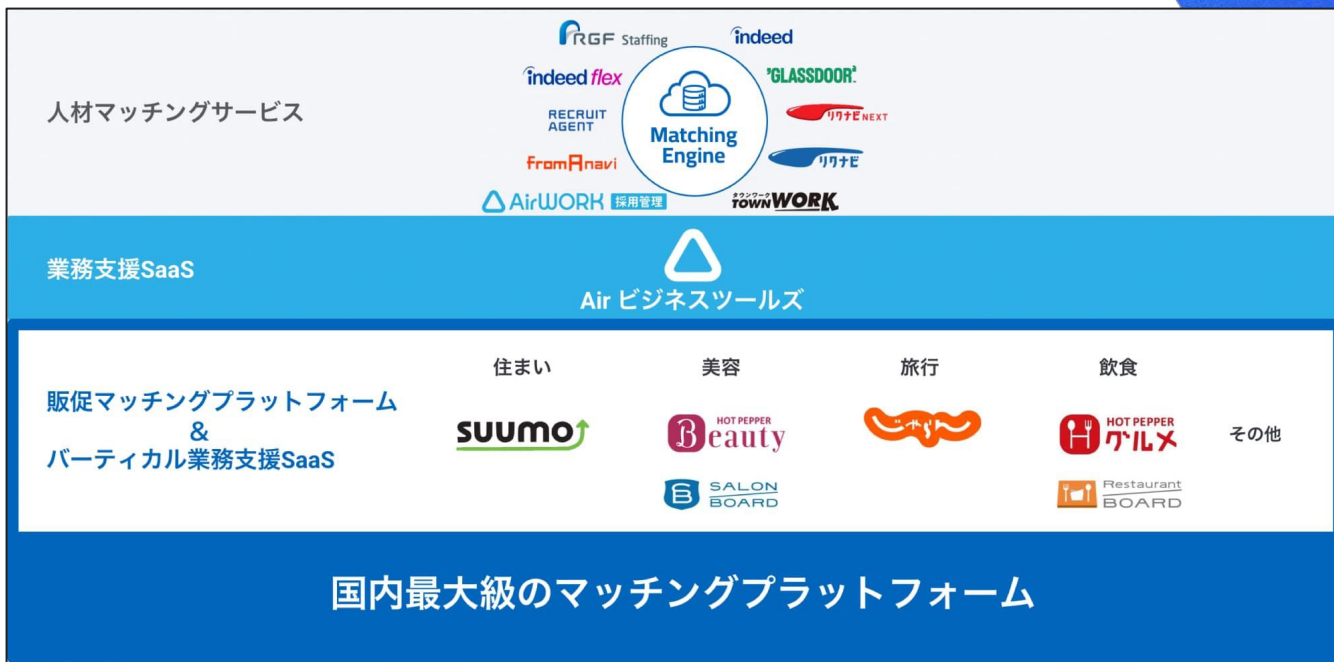 人材マッチングサービス
RGF Staffing
indeed
indeed flex
GLASSDOOR
RECRUIT
AGENT
リクナビNEXT
Matching
Engine
fromAnavi
リクナビ
AirWORK 採用管理
タウンワーク
TOWNWORK
業務支援SaaS
Air ビジネスツールズ
販促マッチングプラットフォーム
&
バーティカル業務支援SaaS
住まい
美容
旅行
飲食
SUUMO
HOT PEPPER
Beauty
じゃらん
HOT PEPPER
グルメ
その他
SALON
BOARD
Restaurant
BOARD
国内最大級のマッチングプラットフォーム